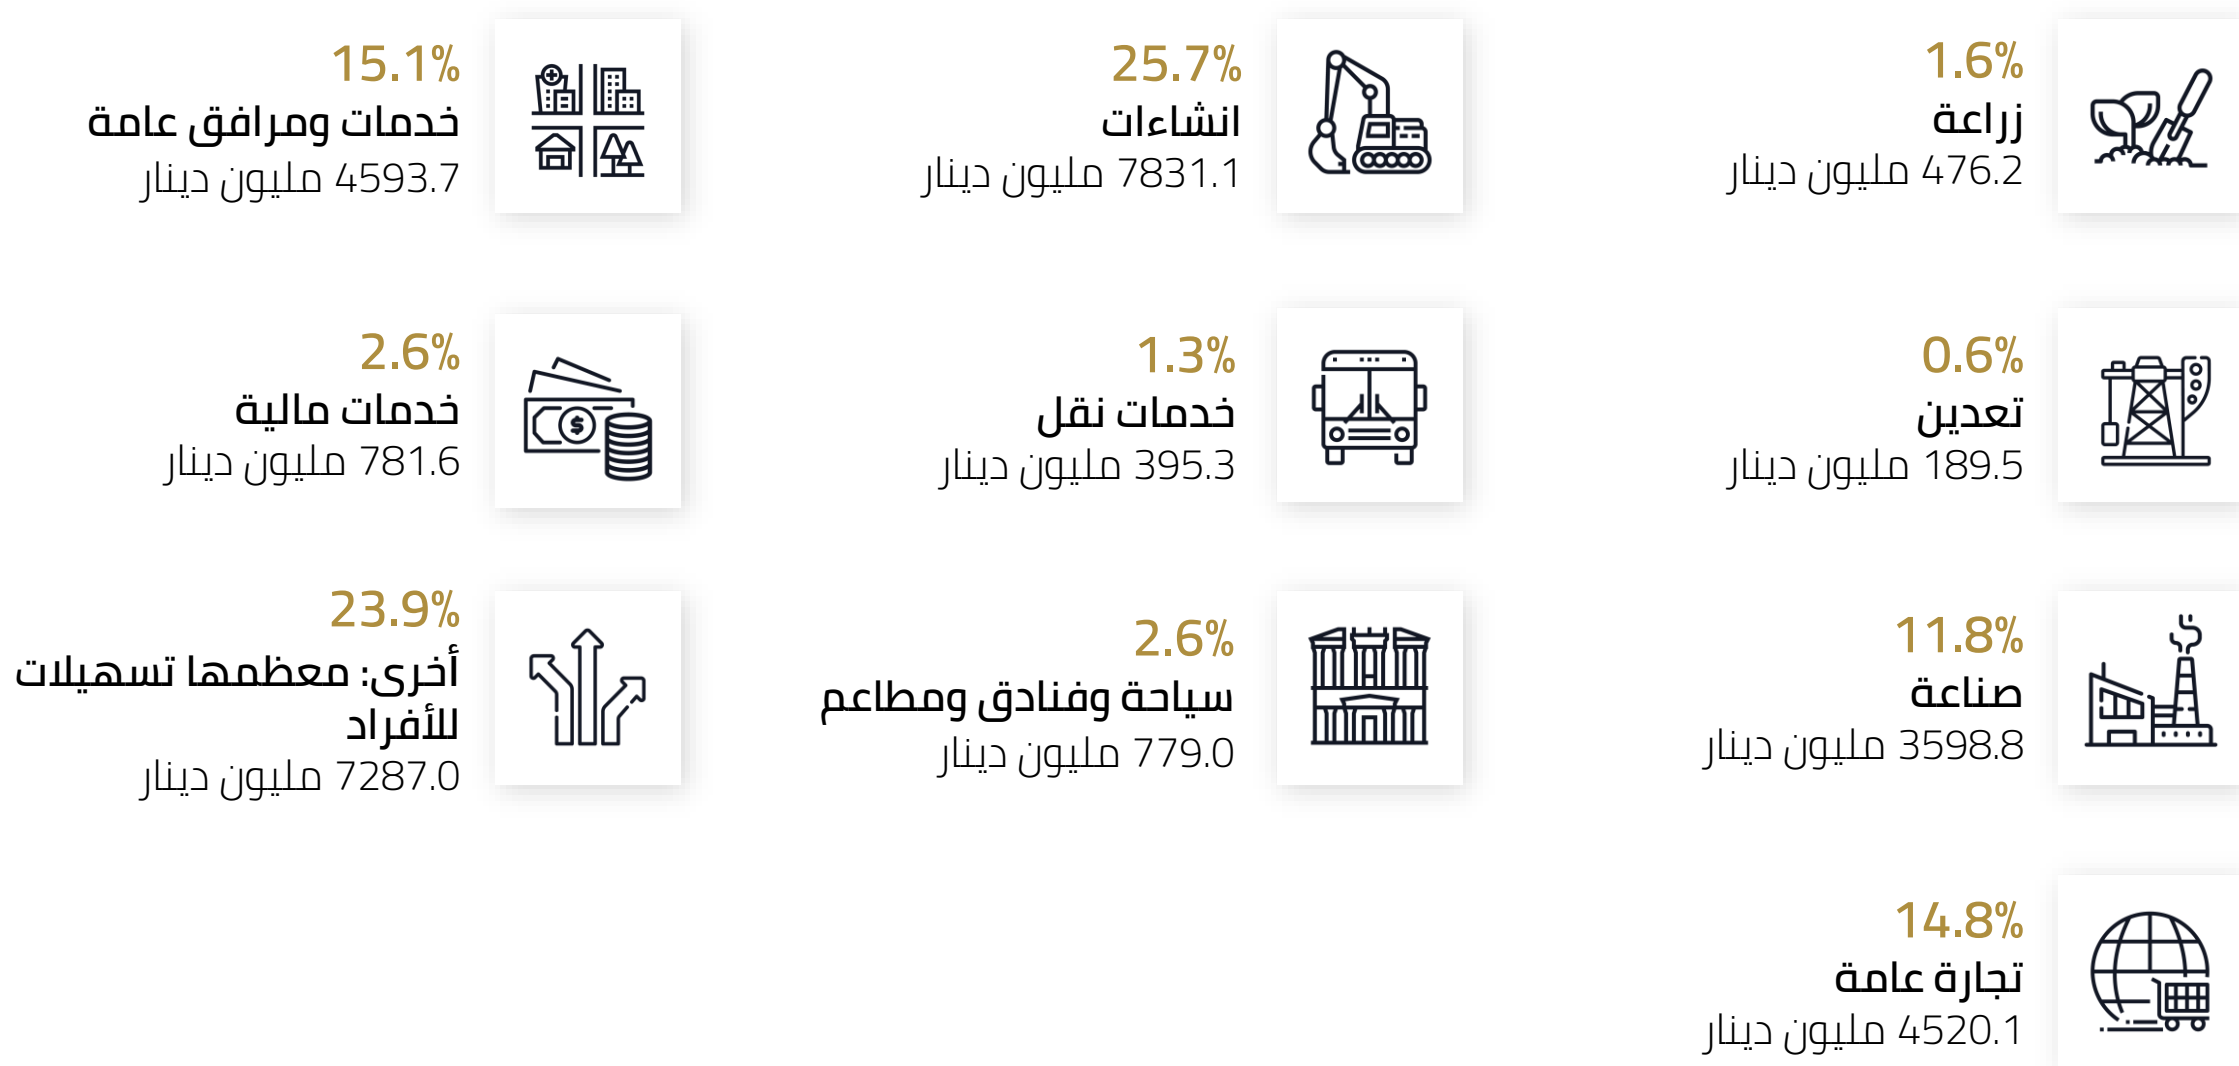 1.6%
زراعة
476.2 مليون دينار
0.6%
تعدين
189.5 مليون دينار
11.8%
صناعة
3598.8 مليون دينار
14.8%
تجارة عامة
4520.1 مليون دينار
25.7%
انشاءات
7831.1 مليون دينار
1.3%
خدمات نقل
395.3 مليون دينار
2.6%
سياحة وفنادق ومطاعم
779.0 مليون دينار
15.1%
خدمات ومرافق عامة
4593.7 مليون دينار
2.6%
خدمات مالية
781.6 مليون دينار
23.9%
أخرى: معظمها تسهيلات
للأفراد
7287.0 مليون دينار